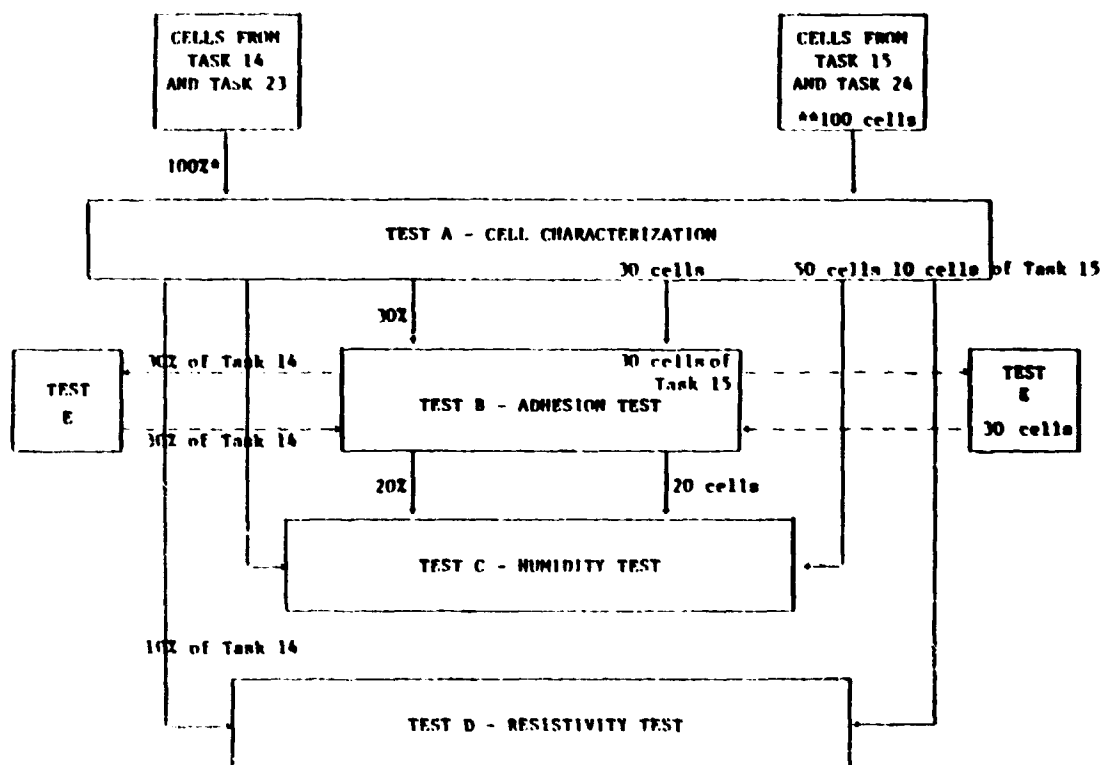 CELLS FROM
TASK 14
AND TASK 23
CELLS FROM
TASK 15
AND TASK 24
**100 cells
100%*
TEST A - CELL CHARACTERIZATION
30 cells
50 cells 10 cells of Task 15
30%
30% of Task 14
30 cells of
Task 15
TEST
E
TEST B - ADHESION TEST
TEST
E
30% of Task 14
30 cells
20%
20 cells
TEST C - HUMIDITY TEST
10% of Task 14
TEST D - RESISTIVITY TEST